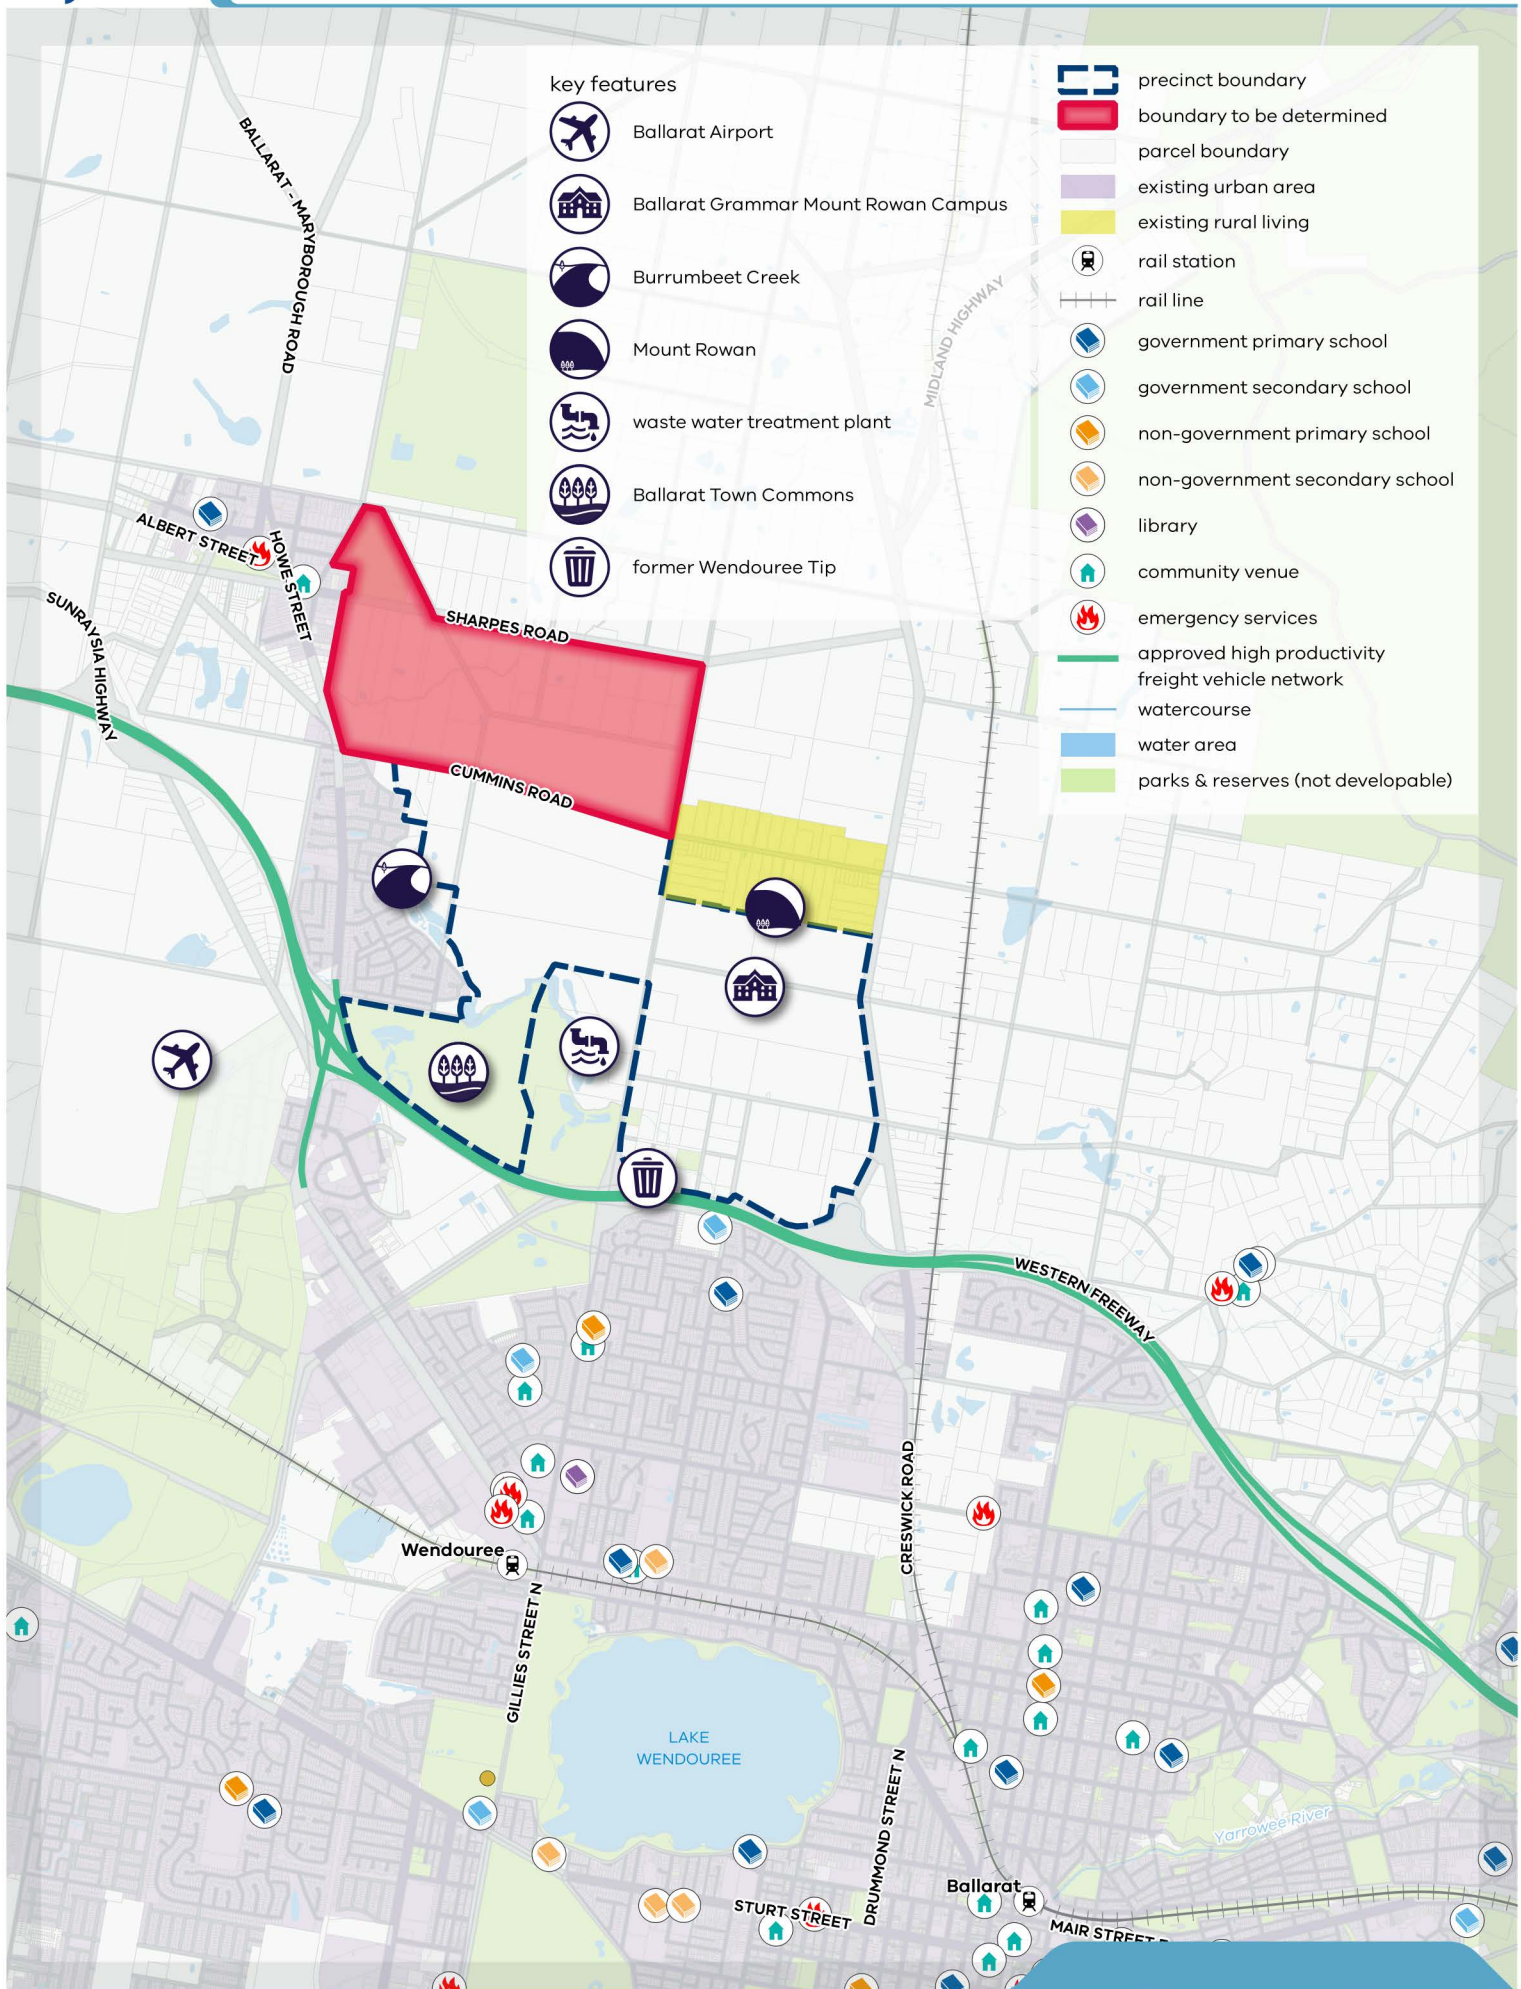 key features
Ballarat Airport
Ballarat Grammar Mount Rowan Campus
Burrumbeet Creek
Mount Rowan
waste water treatment plant
Ballarat Town Commons
former Wendouree Tip
precinct boundary
boundary to be determined
parcel boundary
existing urban area
existing rural living
rail station
rail line
government primary school
government secondary school
non-government primary school
non-government secondary school
library
community venue
emergency services
approved high productivity
freight vehicle network
watercourse
water area
parks & reserves (not developable)
BALLARAT - MARYBOROUGH ROAD
MIDLAND HIGHWAY
ALBERT STREET
HOWE STREET
SUNRAYSIA HIGHWAY
SHARPES ROAD
CUMMINS ROAD
WESTERN FREEWAY
CRESWICK ROAD
Wendouree
GILLIES STREET N
LAKE
WENDOUREE
DRUMMOND STREET N
Yarrowee River
Ballarat
STURT STREET
MAIR STREET